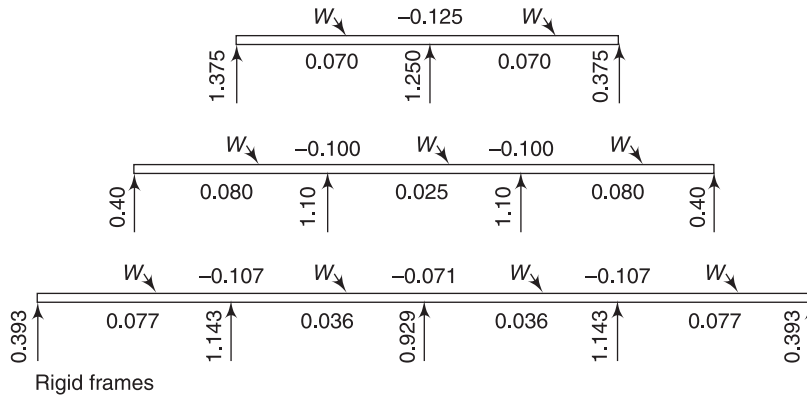 W −0.125 W
0.070 0.070
1.375 1.250 0.375
W −0.100 W −0.100 W
0.080 0.025 0.080
0.40 1.10 1.10 0.40
W −0.107 W −0.071 W −0.107 W
0.077 0.036 0.036 0.077
0.393 1.143 0.929 1.143 0.393
Rigid frames